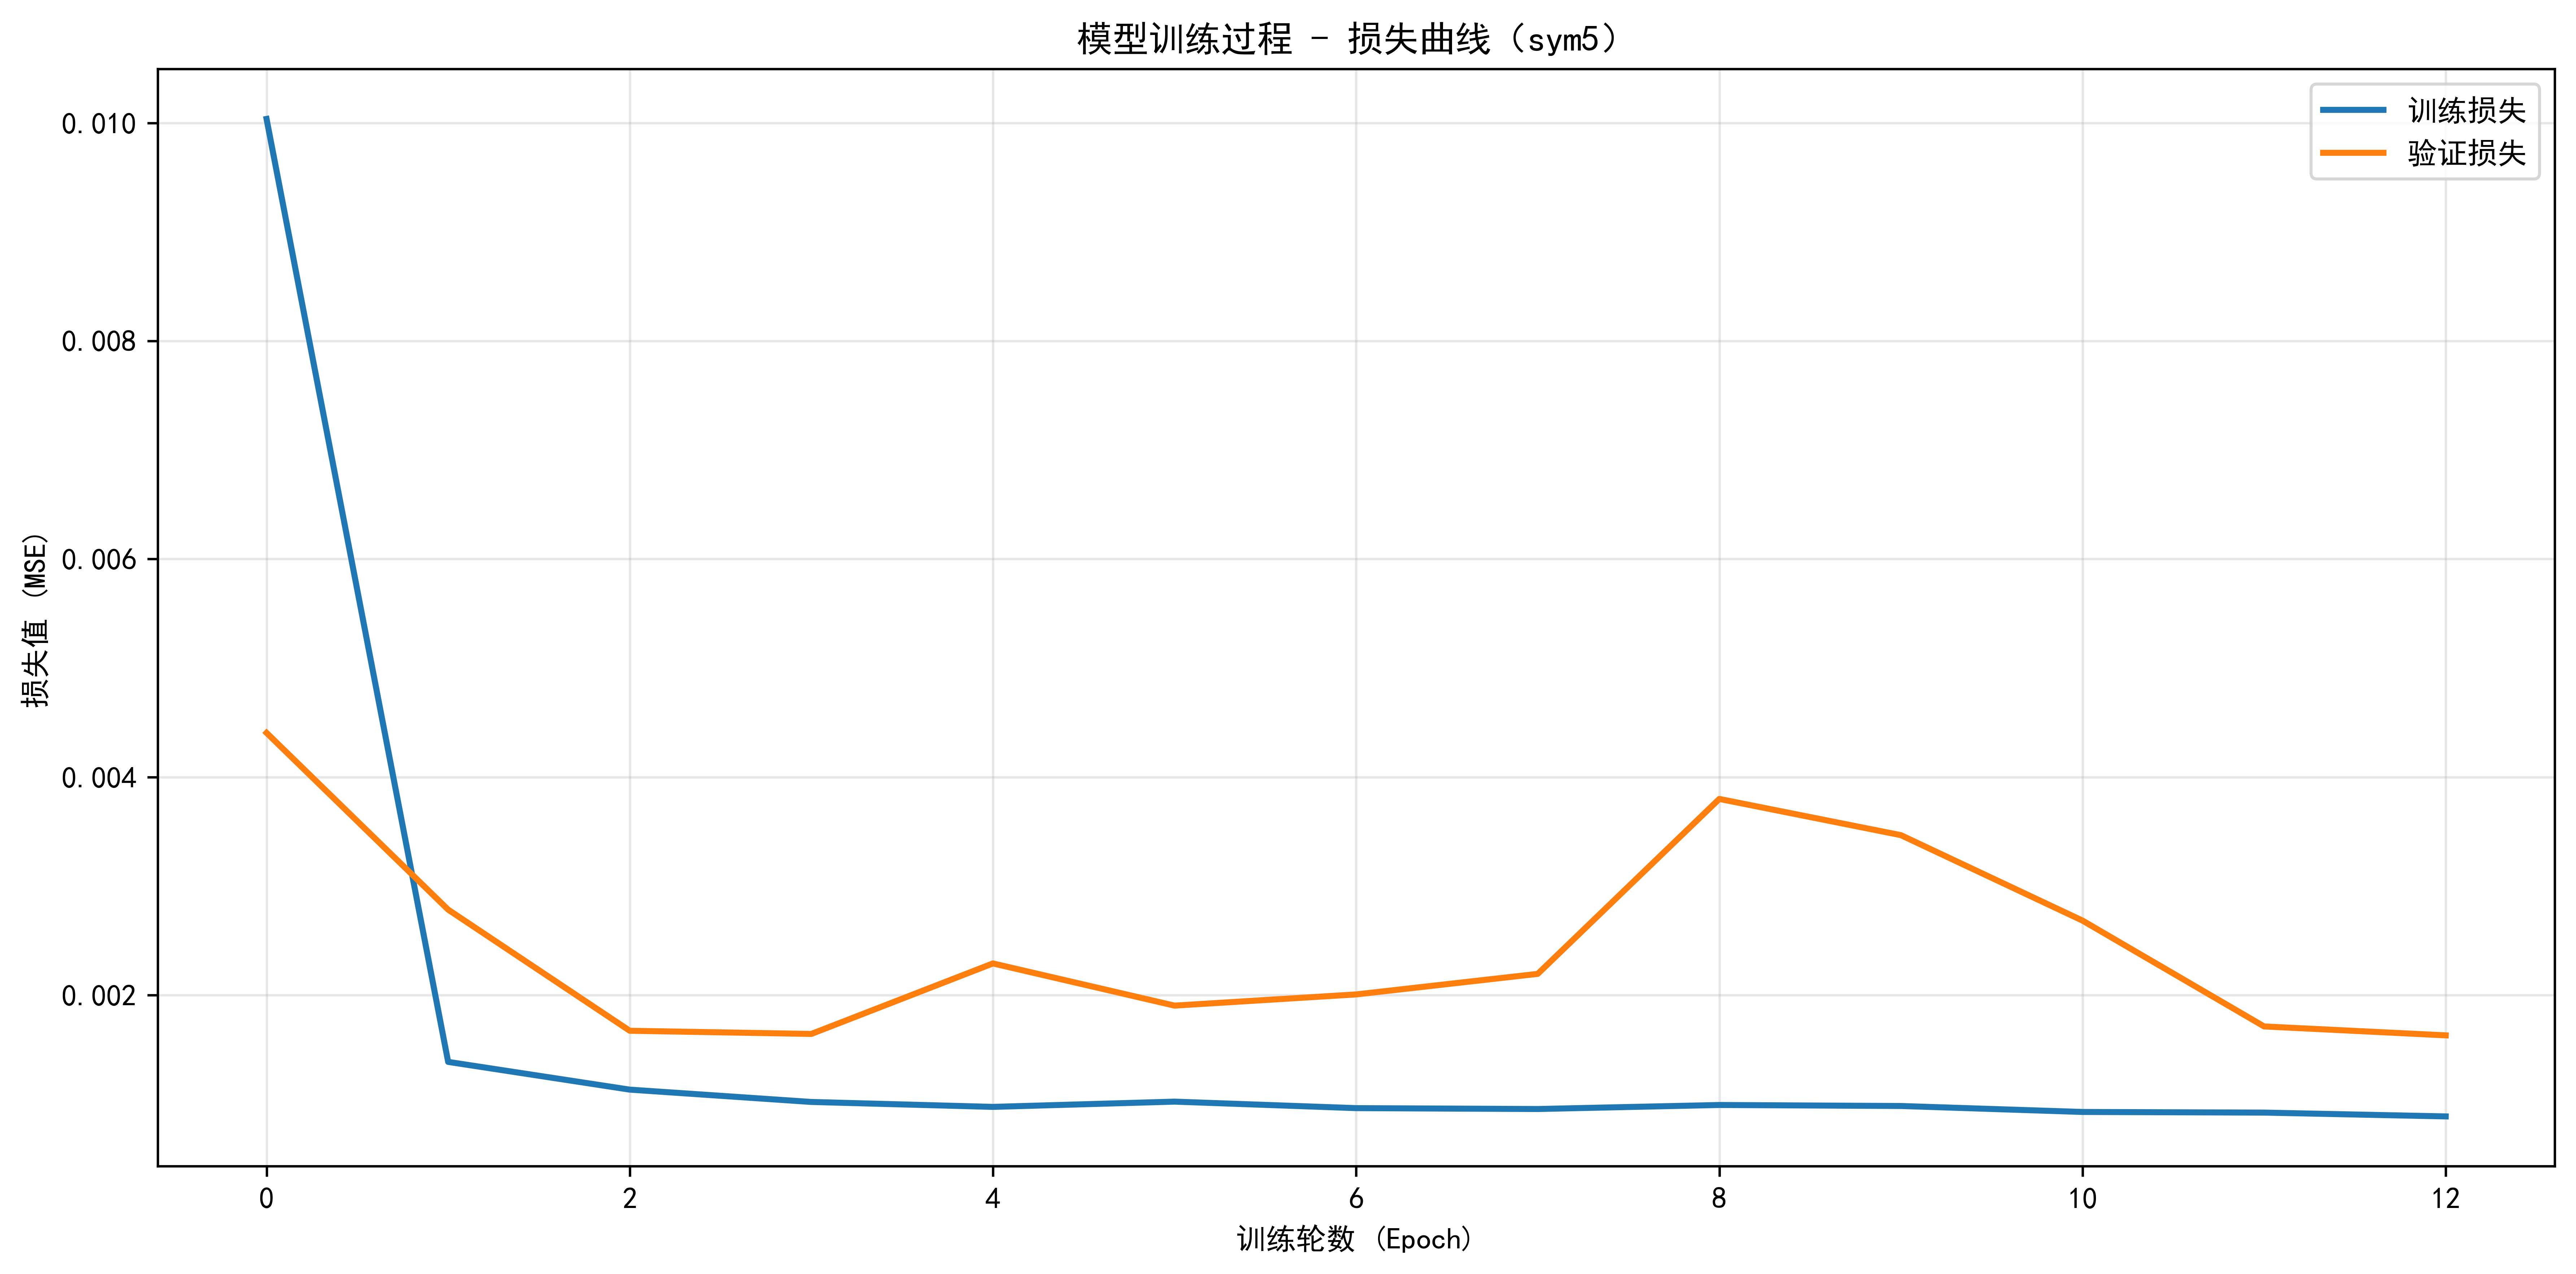 模型训练过程 - 损失曲线（sym5）
训练损失
验证损失
损失值 (MSE)
0.010
0.008
0.006
0.004
0.002
0 2 4 6 8 10 12
训练轮数 (Epoch)